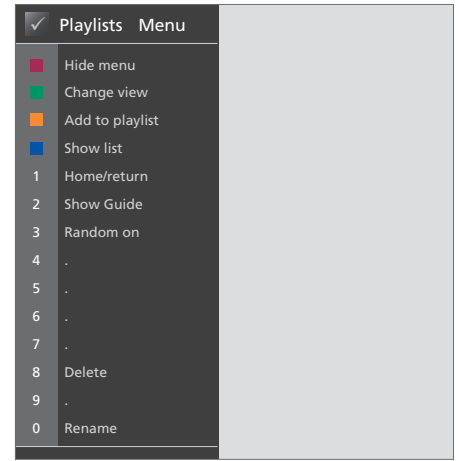 Playlists Menu
Hide menu
Change view
Add to playlist
Show list
1 Home/return
2 Show Guide
3 Random on
4 .
5 .
6 .
7 .
8 Delete
9 .
0 Rename